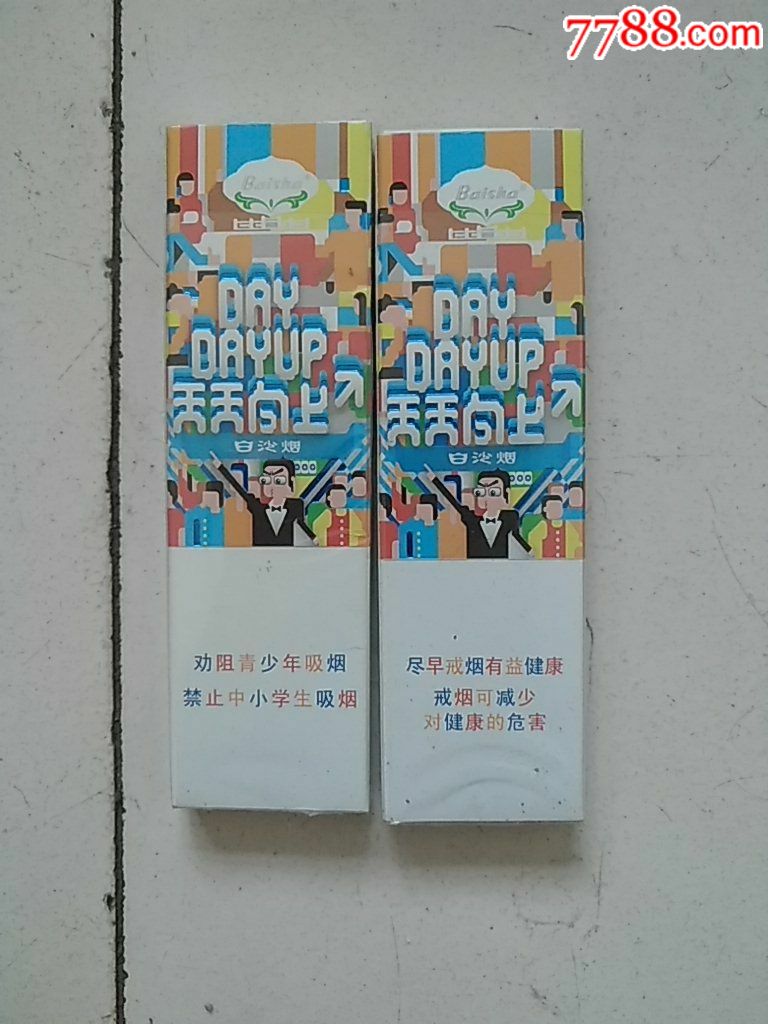 7788.com
Baisha
DAY
DAYUP
天天向上
白沙烟
劝阻青少年吸烟
禁止中小学生吸烟
Baisha
DAY
DAYUP
天天向上
白沙烟
尽早戒烟有益健康
戒烟可减少
对健康的危害